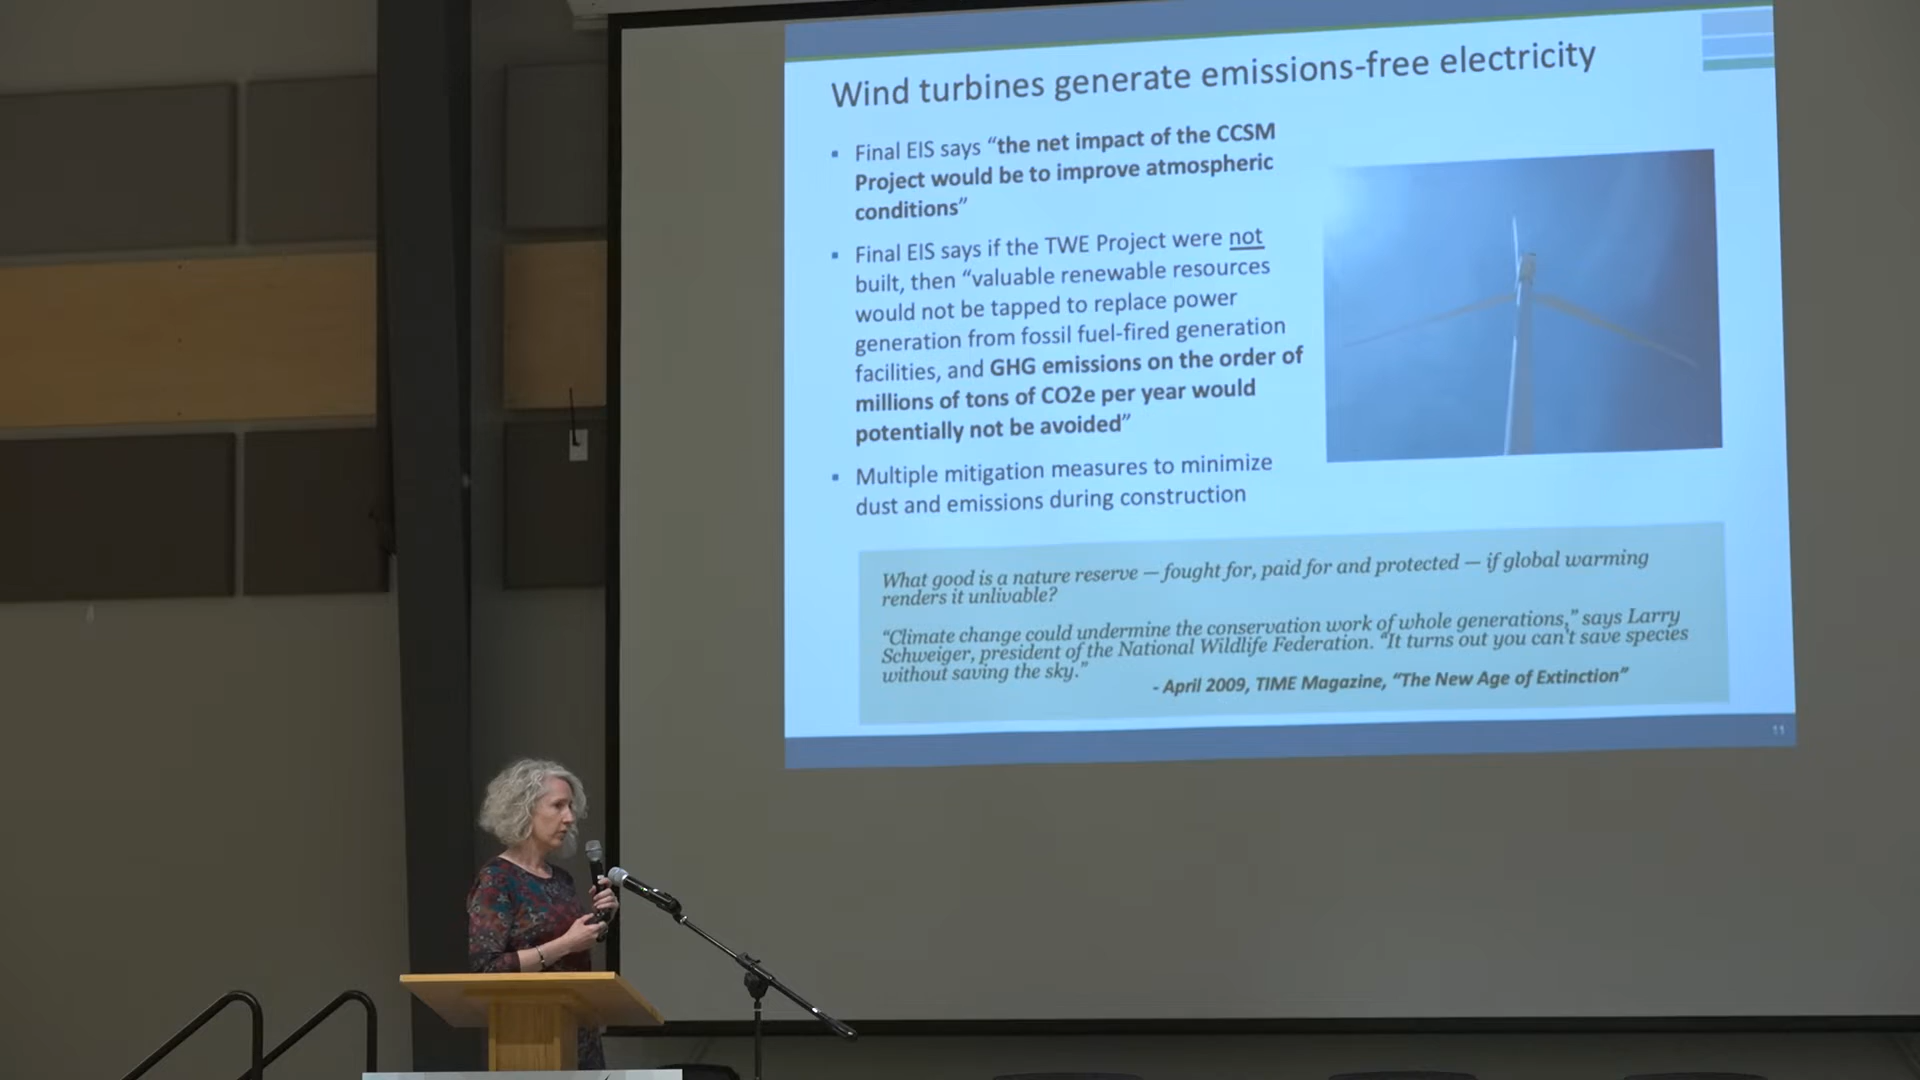 Wind turbines generate emissions-free electricity
▪ Final EIS says “the net impact of the CCSM
Project would be to improve atmospheric
conditions”
▪ Final EIS says if the TWE Project were not
built, then “valuable renewable resources
would not be tapped to replace power
generation from fossil fuel-fired generation
facilities, and GHG emissions on the order of
millions of tons of CO2e per year would
potentially not be avoided”
▪ Multiple mitigation measures to minimize
dust and emissions during construction
What good is a nature reserve — fought for, paid for and protected — if global warming
renders it unlivable?
“Climate change could undermine the conservation work of whole generations,” says Larry
Schweiger, president of the National Wildlife Federation. “It turns out you can't save species
without saving the sky.”
- April 2009, TIME Magazine, “The New Age of Extinction”
11